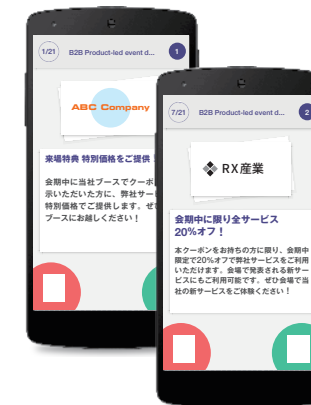 1/21
B2B Product-led event d...
1
ABC Company
来場特典 特別価格をご提供！
会期中に当社ブースでクーポ
示いただいた方に、弊社サー
特別価格でご提供します。ぜ
ブースにお越しください！
7/21
B2B Product-led event d...
2
RX産業
会期中に限り全サービス
20%オフ！
本クーポンをお持ちの方に限り、会期中
限定で20%オフで弊社サービスをご利用
いただけます。会場で発表される新サー
ビスにもご利用可能です。ぜひ会場で当
社の新サービスをご体験ください！